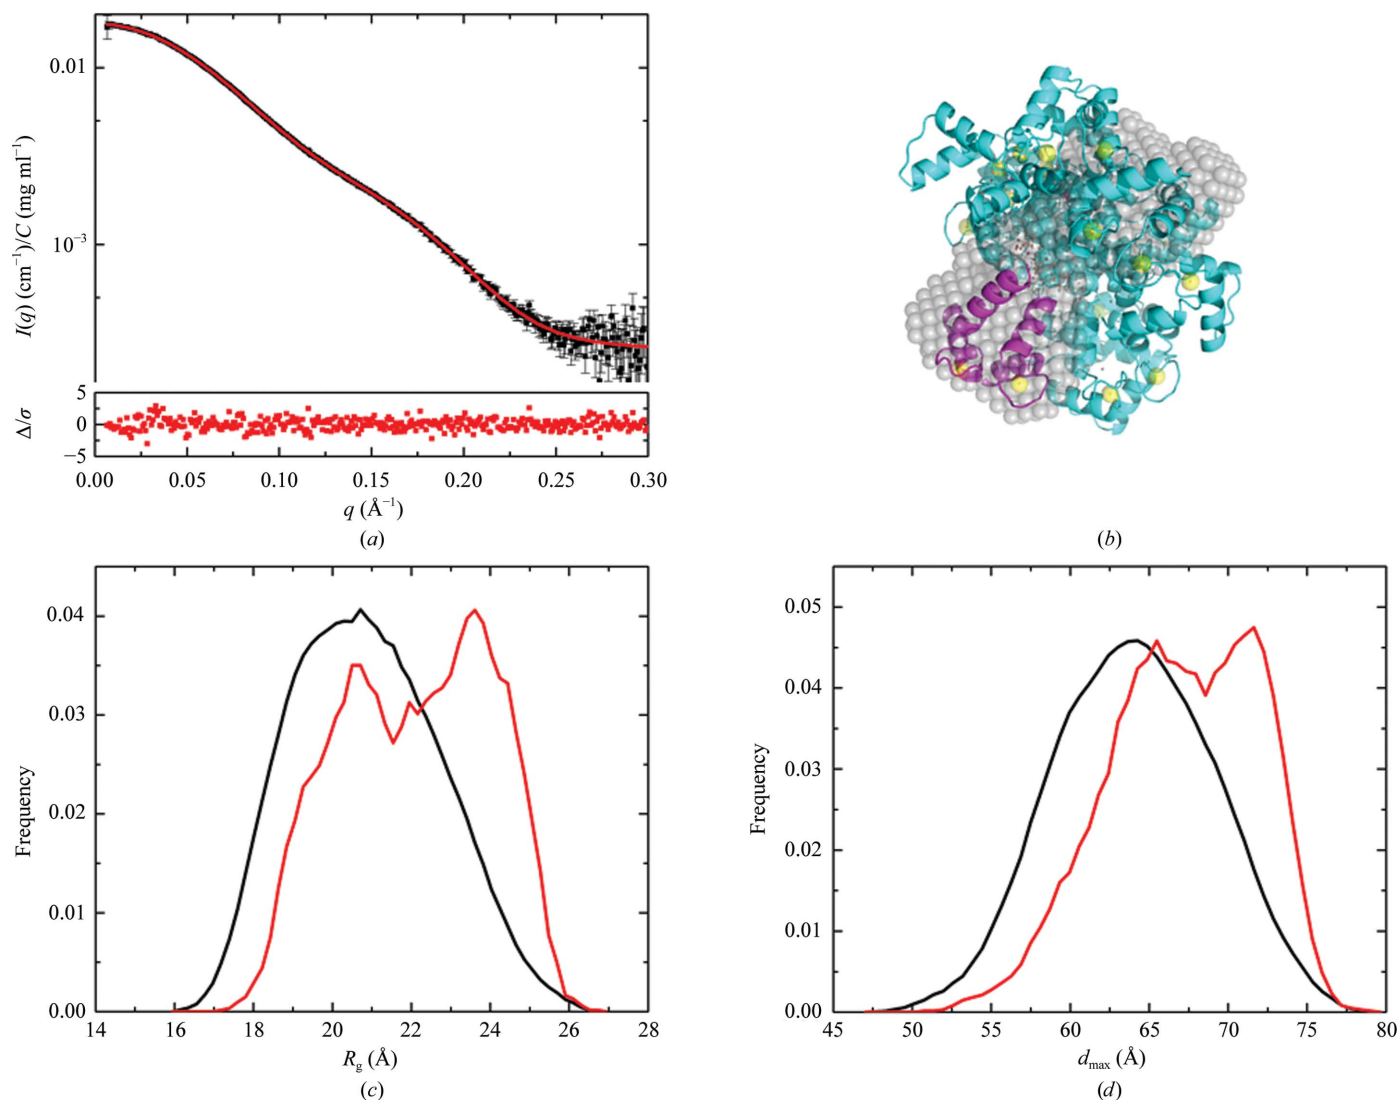 0.01
10⁻³
I(q) (cm⁻¹)/C (mg ml⁻¹)
5
0
−5
Δ/σ
0.00 0.05 0.10 0.15 0.20 0.25 0.30
q (Å⁻¹)
(a)
(b)
0.04
0.03
0.02
0.01
0.00
Frequency
14 16 18 20 22 24 26 28
R_g (Å)
(c)
0.05
0.04
0.03
0.02
0.01
0.00
Frequency
45 50 55 60 65 70 75 80
d_max (Å)
(d)